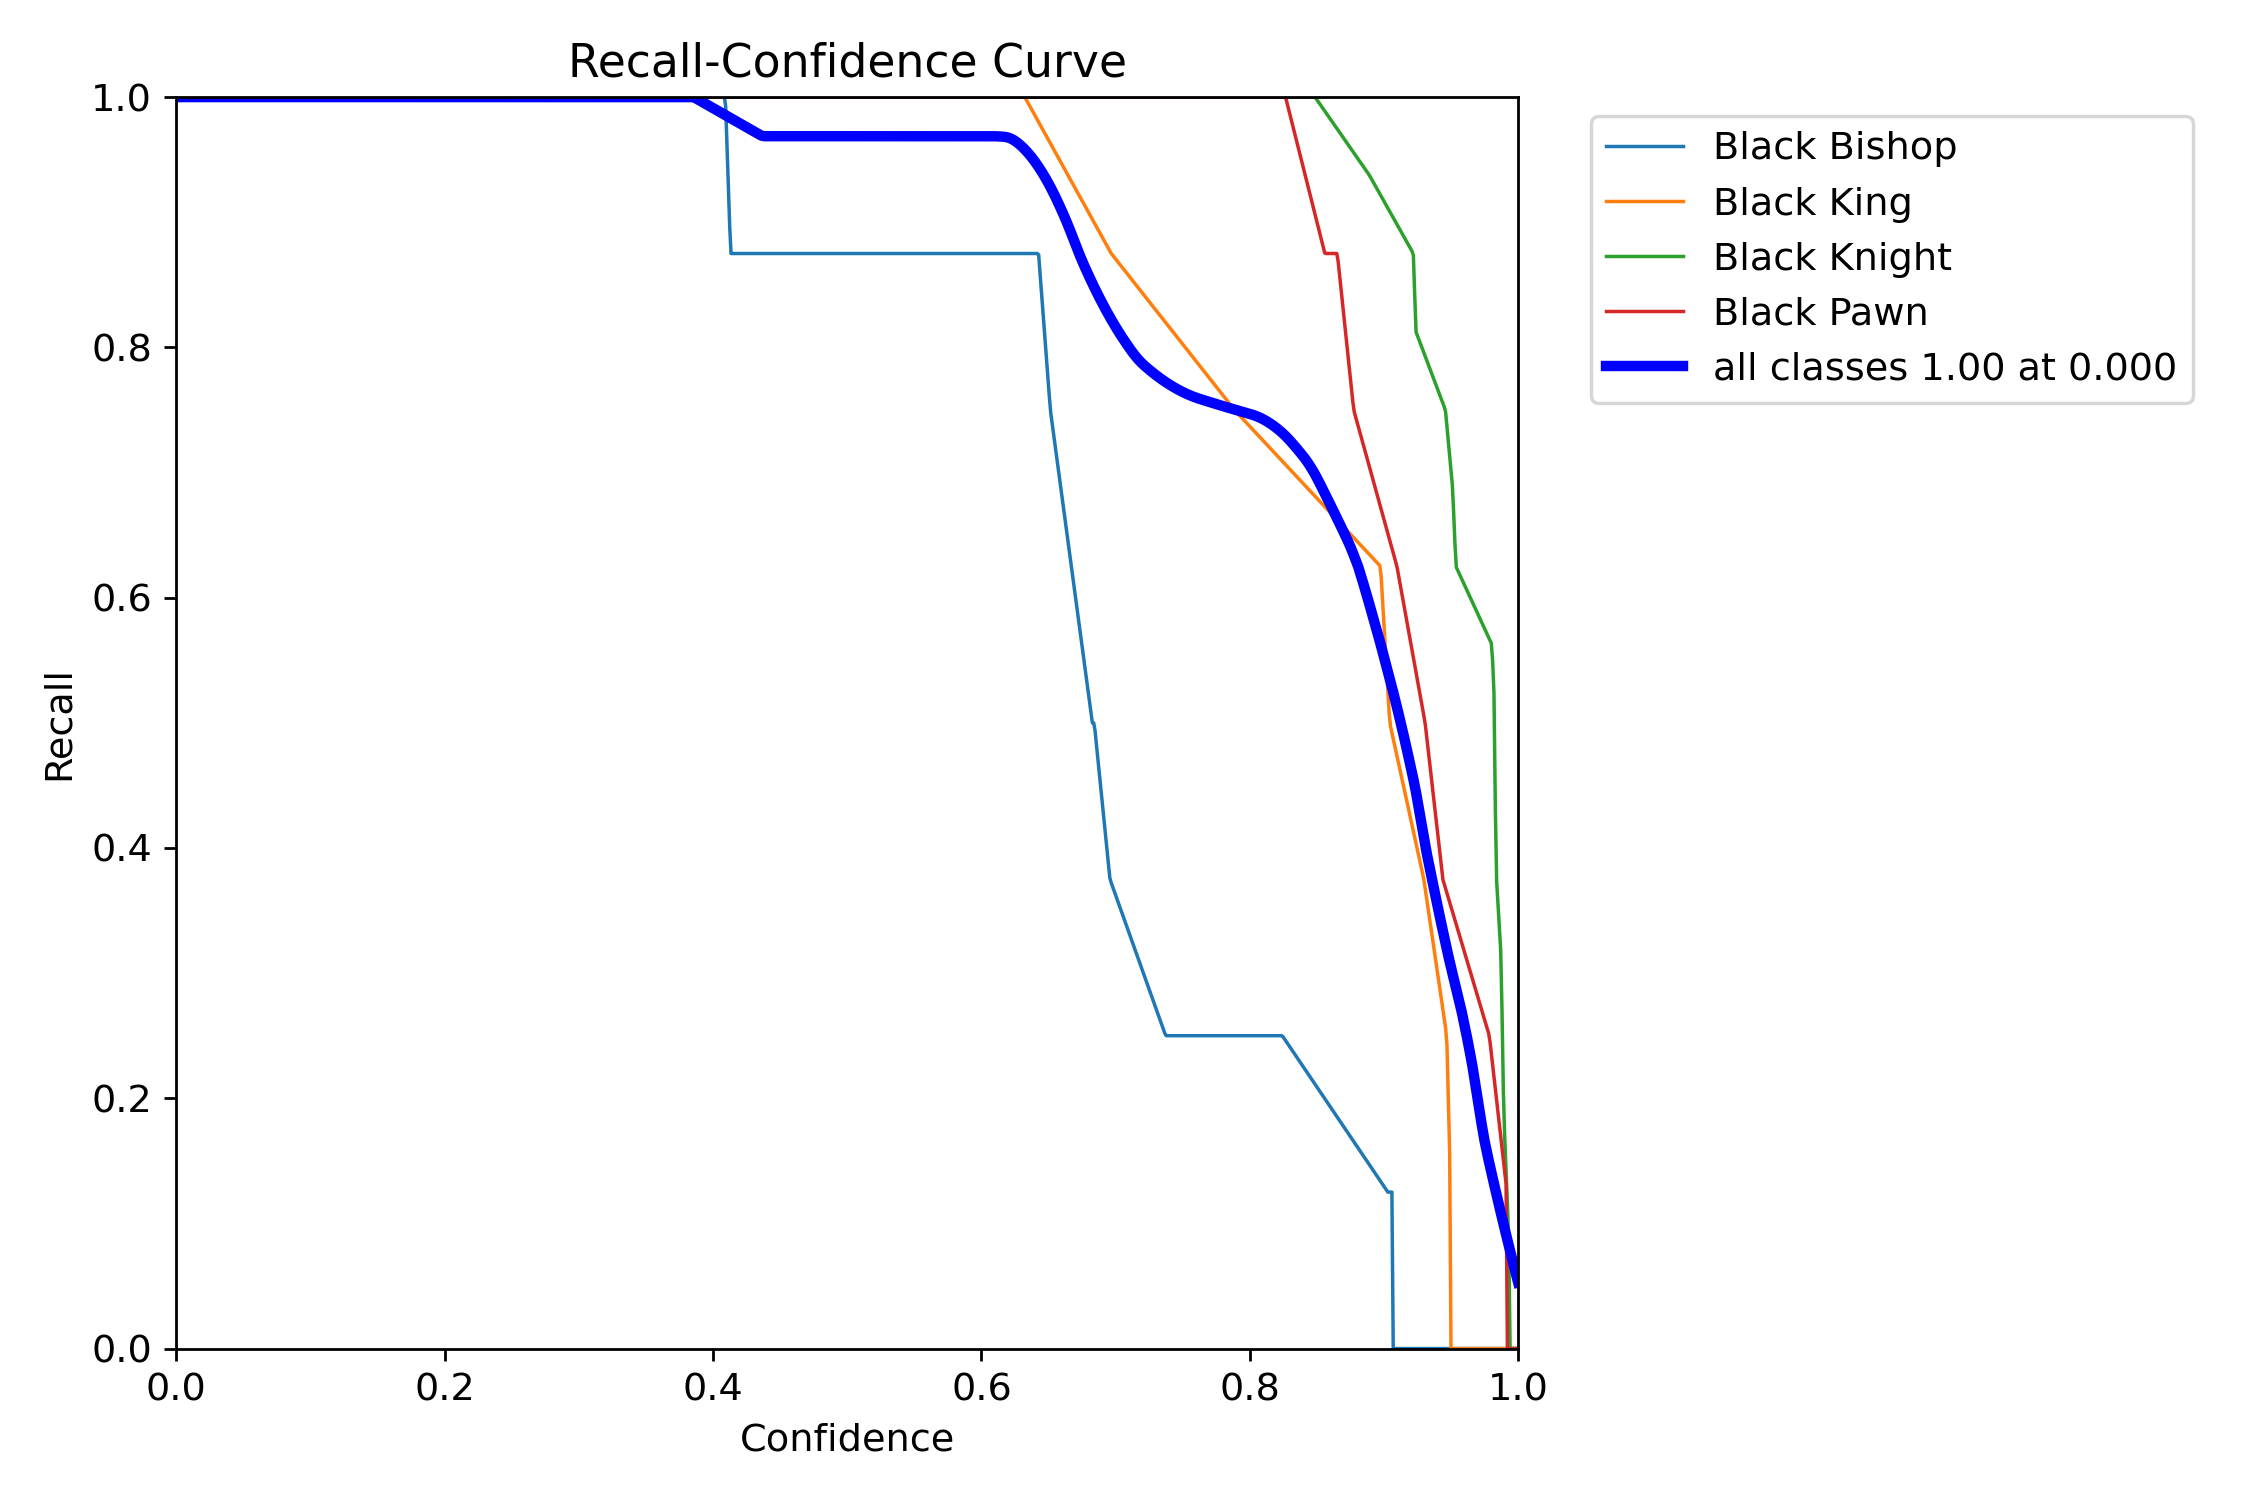 Recall-Confidence Curve
1.0
0.8
0.6
0.4
0.2
0.0
Recall
0.0 0.2 0.4 0.6 0.8 1.0
Confidence
Black Bishop
Black King
Black Knight
Black Pawn
all classes 1.00 at 0.000